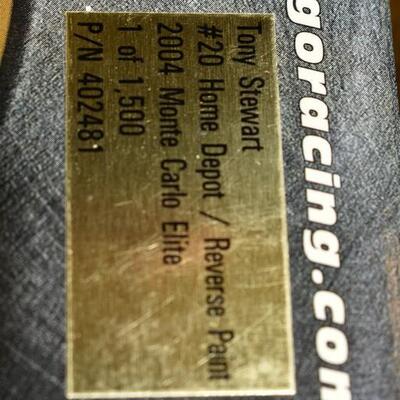 goracing.com
Tony Stewart
#20 Home Depot / Reverse Paint
2004 Monte Carlo Elite
1 of 1,500
P/N 402481